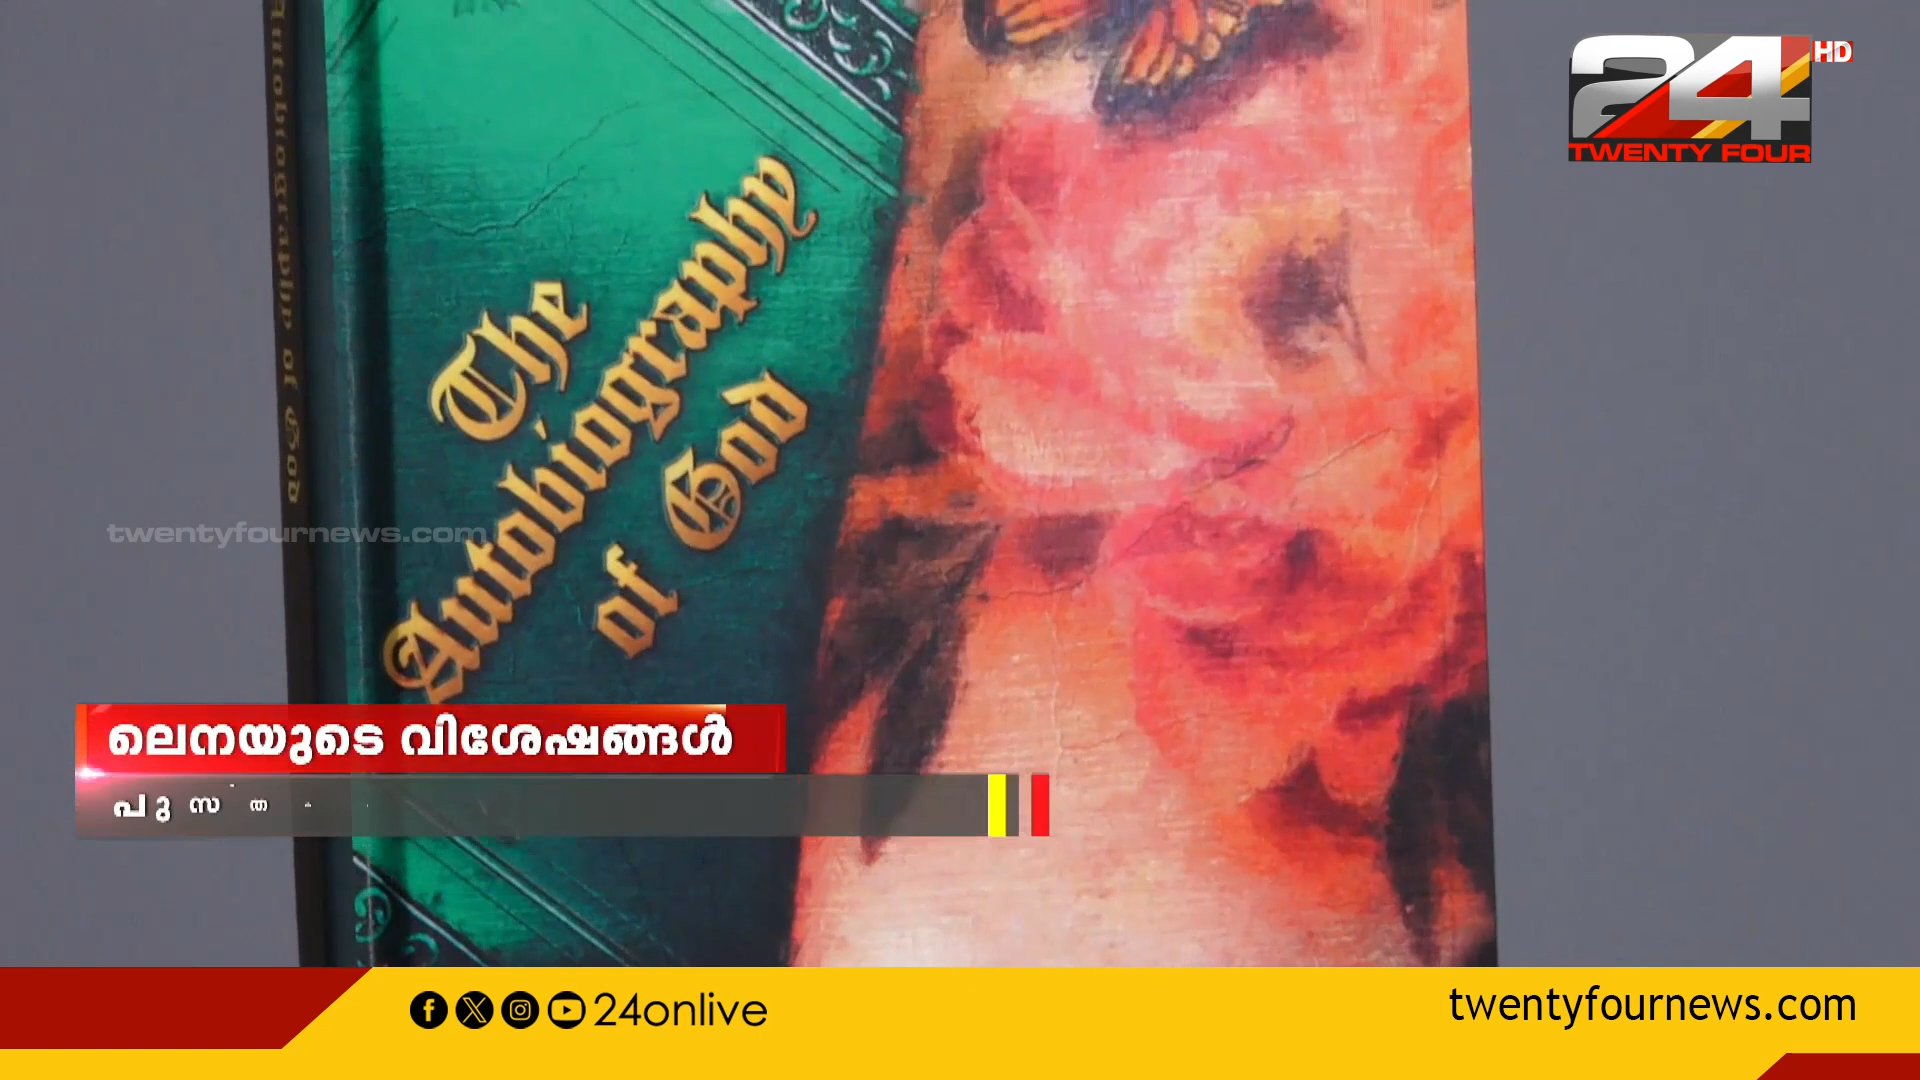 24 HD
TWENTY FOUR
The
Autobiography
of God
Autobiography of God
twentyfournews.com
ലെനയുടെ വിശേഷങ്ങൾ
24onlive
twentyfournews.com